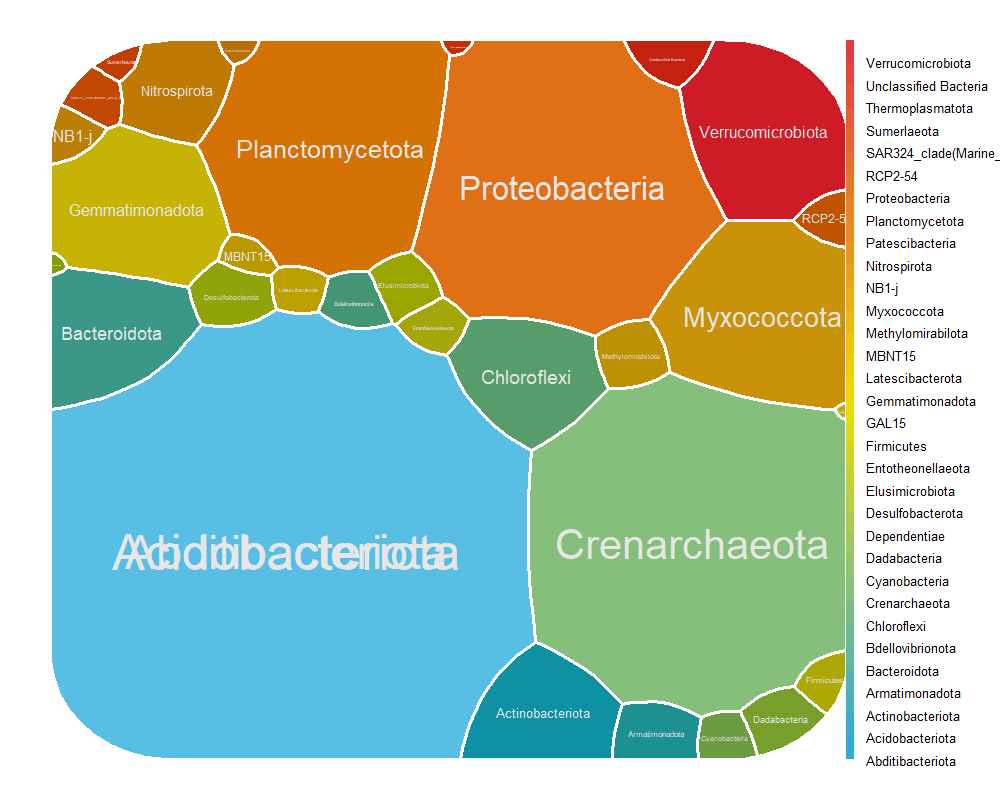 Sumerlaeota
Unclassified Bacteria
Nitrospirota
NB1-j
Planctomycetota
Proteobacteria
Verrucomicrobiota
Gemmatimonadota
RCP2-5
MBNT15
Desulfobacterota
Latescibacterota
Bdellovibrionota
Elusimicrobiota
Entotheonellaeota
Myxococcota
Bacteroidota
Chloroflexi
Methylomirabilota
Abditibacteriota
Acidobacteriota
Crenarchaeota
Firmicutes
Actinobacteriota
Armatimonadota
Cyanobacteria
Dadabacteria
Verrucomicrobiota
Unclassified Bacteria
Thermoplasmatota
Sumerlaeota
SAR324_clade(Marine_
RCP2-54
Proteobacteria
Planctomycetota
Patescibacteria
Nitrospirota
NB1-j
Myxococcota
Methylomirabilota
MBNT15
Latescibacterota
Gemmatimonadota
GAL15
Firmicutes
Entotheonellaeota
Elusimicrobiota
Desulfobacterota
Dependentiae
Dadabacteria
Cyanobacteria
Crenarchaeota
Chloroflexi
Bdellovibrionota
Bacteroidota
Armatimonadota
Actinobacteriota
Acidobacteriota
Abditibacteriota